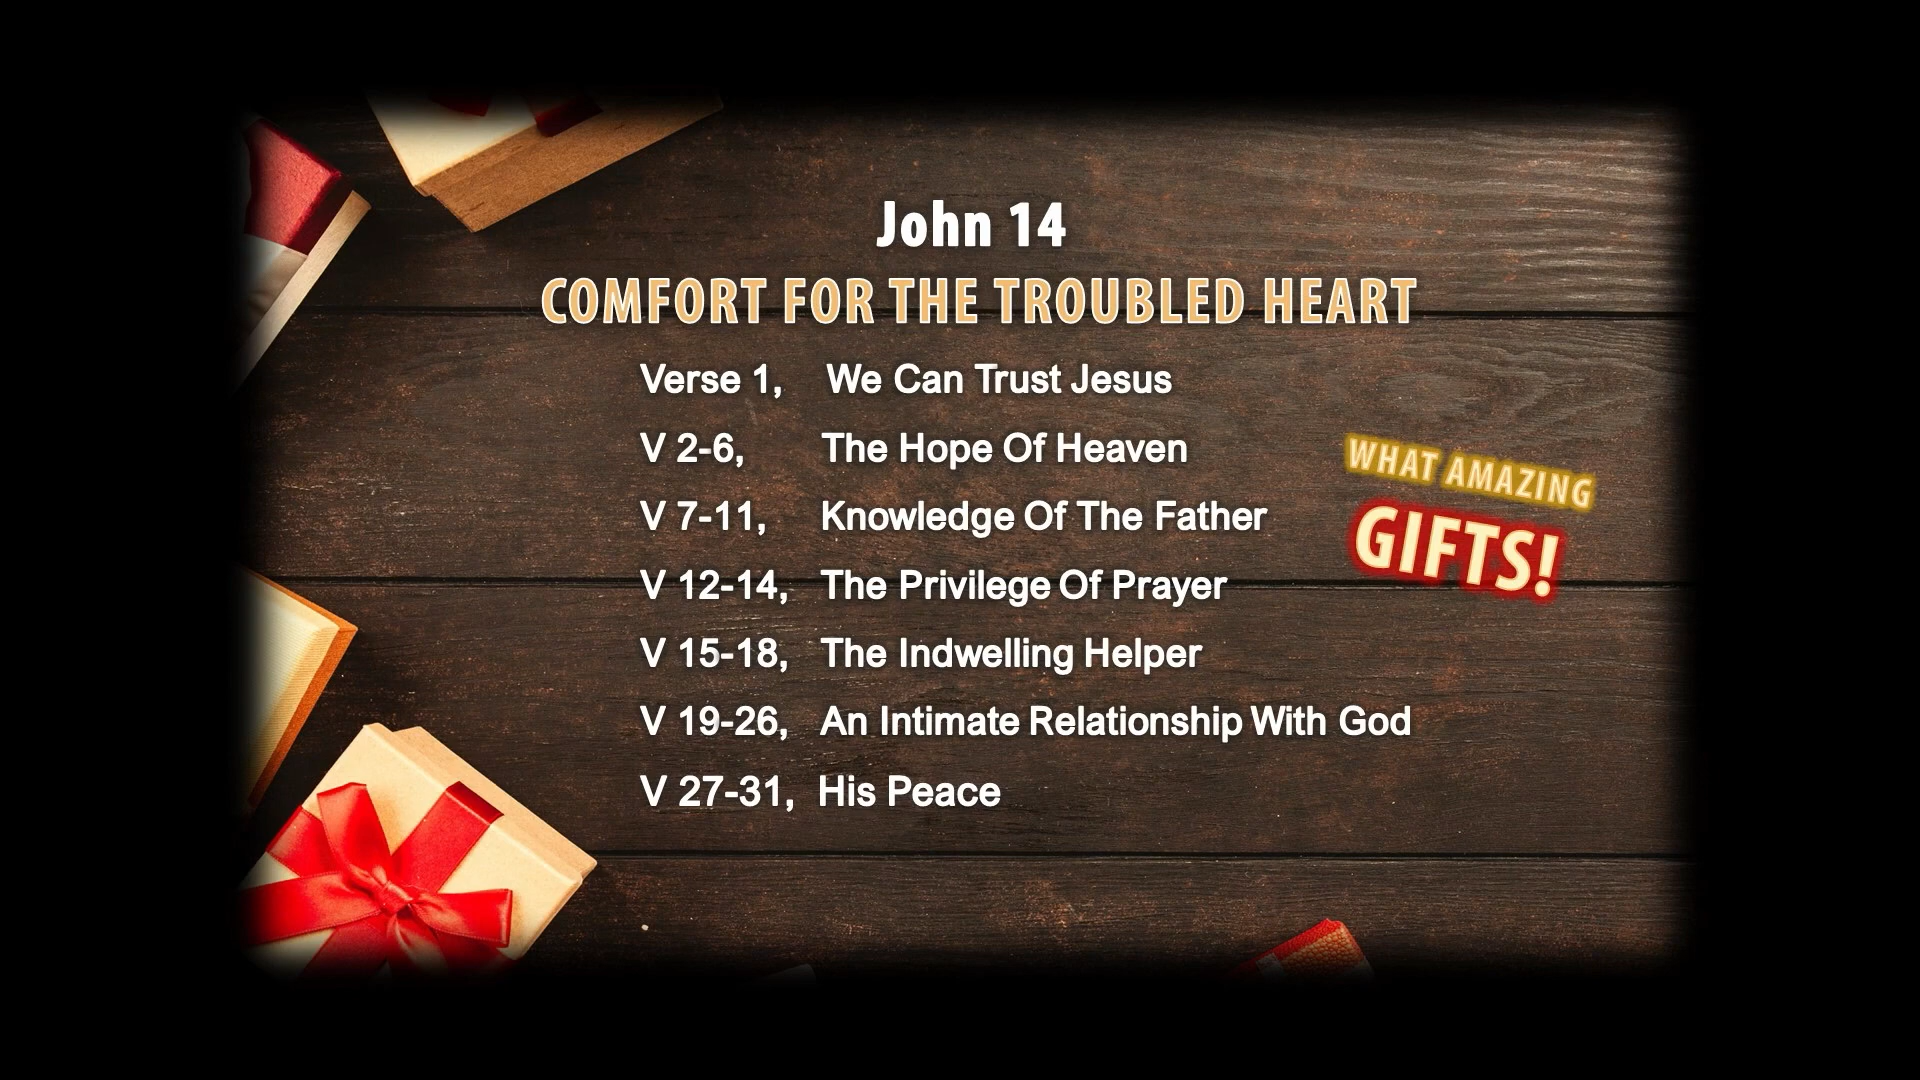 John 14
COMFORT FOR THE TROUBLED HEART
Verse 1, We Can Trust Jesus
V 2-6, The Hope Of Heaven
V 7-11, Knowledge Of The Father
V 12-14, The Privilege Of Prayer
V 15-18, The Indwelling Helper
V 19-26, An Intimate Relationship With God
V 27-31, His Peace
WHAT AMAZING
GIFTS!